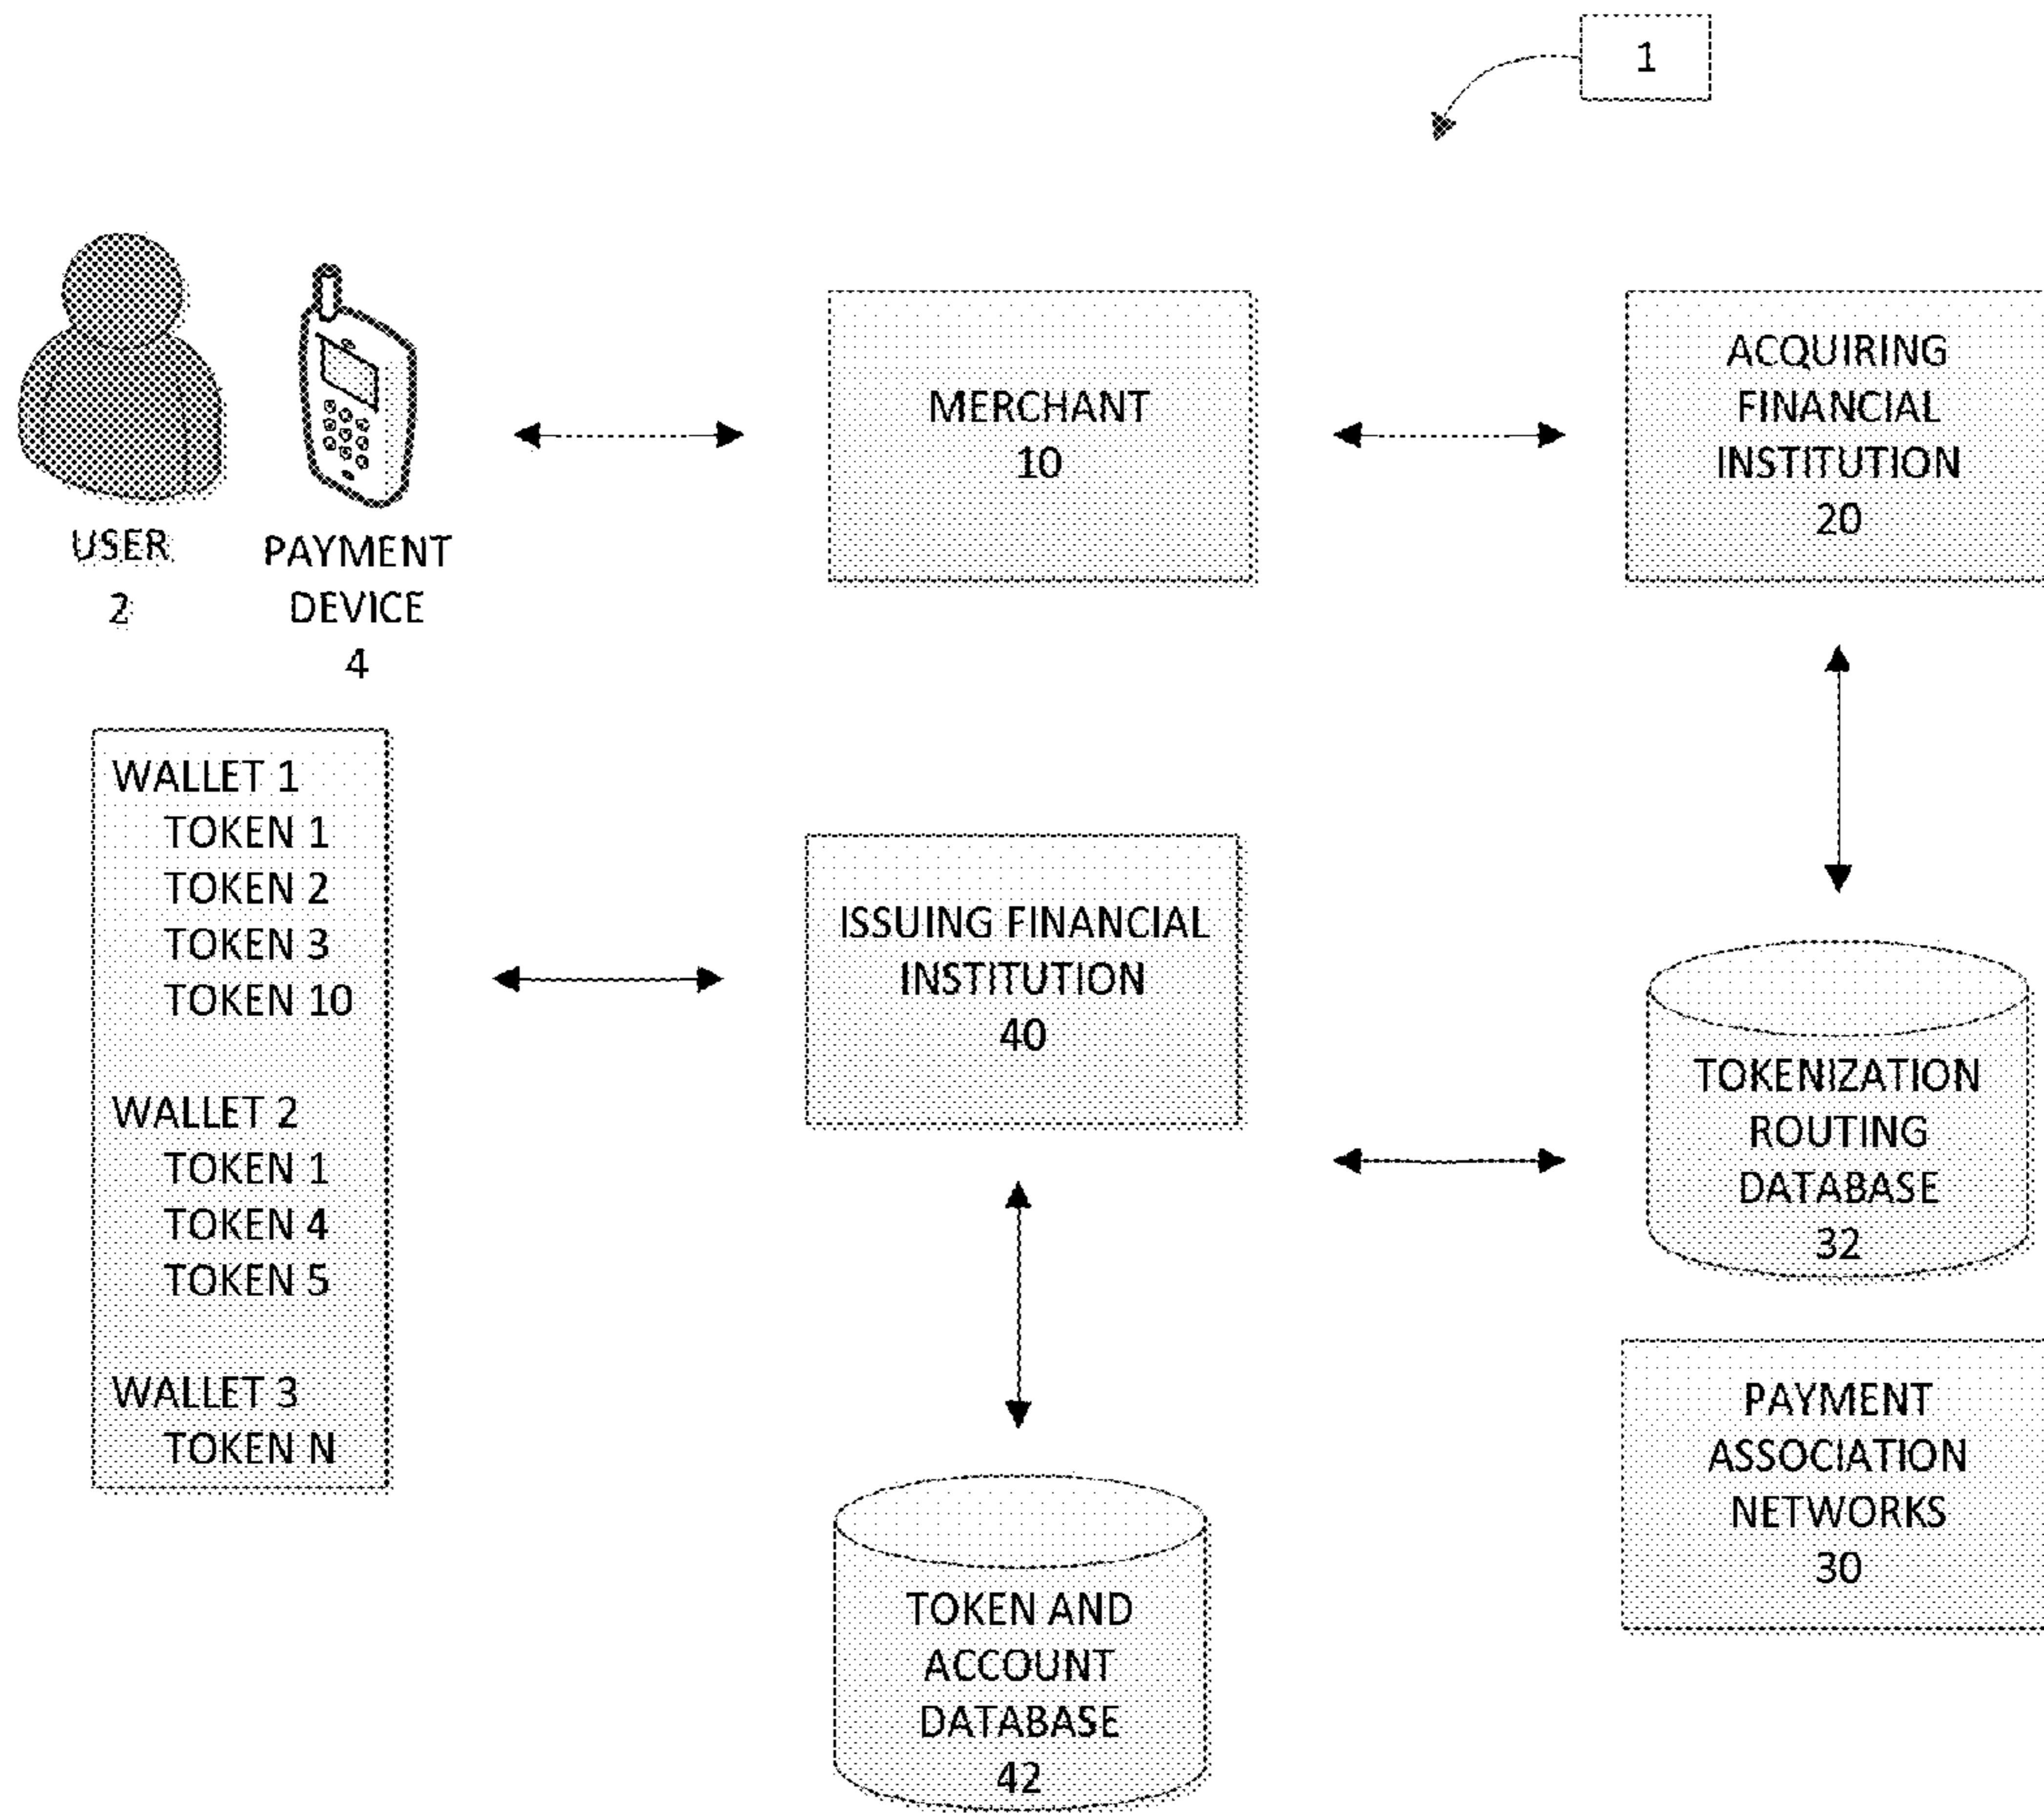 1
USER
2
PAYMENT
DEVICE
4
MERCHANT
10
ACQUIRING
FINANCIAL
INSTITUTION
20
WALLET 1
TOKEN 1
TOKEN 2
TOKEN 3
TOKEN 10
WALLET 2
TOKEN 1
TOKEN 4
TOKEN 5
WALLET 3
TOKEN N
ISSUING FINANCIAL
INSTITUTION
40
TOKENIZATION
ROUTING
DATABASE
32
PAYMENT
ASSOCIATION
NETWORKS
30
TOKEN AND
ACCOUNT
DATABASE
42